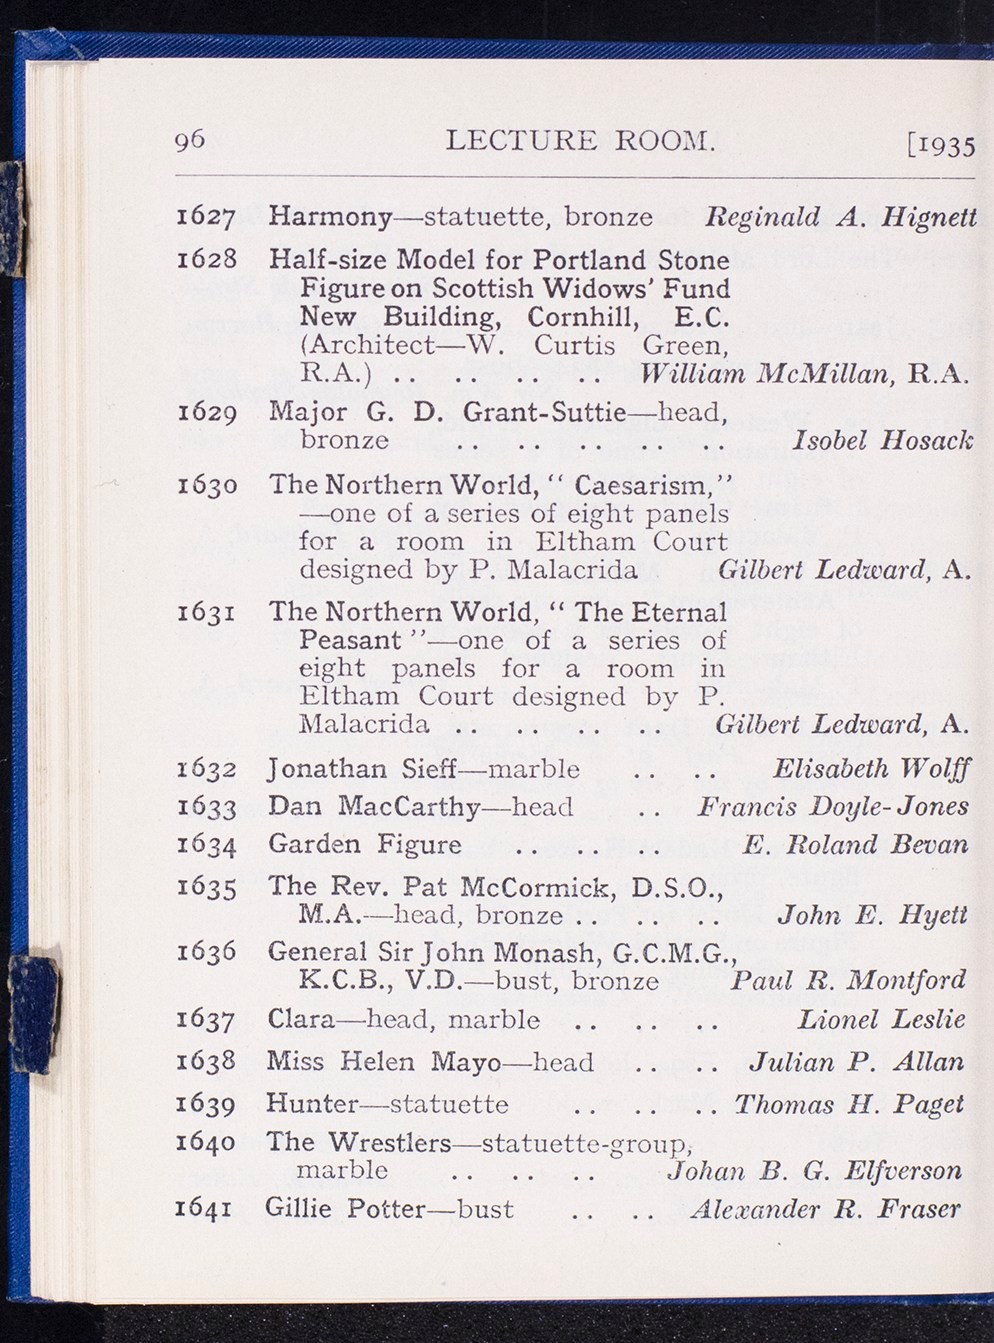 96 LECTURE ROOM. [1935
1627 Harmony—statuette, bronze Reginald A. Hignett
1628 Half-size Model for Portland Stone
Figure on Scottish Widows' Fund
New Building, Cornhill, E.C.
(Architect—W. Curtis Green,
R.A.) .. .. .. .. William McMillan, R.A.
1629 Major G. D. Grant-Suttie—head,
bronze .. .. .. .. .. Isobel Hosack
1630 The Northern World, " Caesarism,"
—one of a series of eight panels
for a room in Eltham Court
designed by P. Malacrida Gilbert Ledward, A.
1631 The Northern World, " The Eternal
Peasant "—one of a series of
eight panels for a room in
Eltham Court designed by P.
Malacrida .. .. .. .. Gilbert Ledward, A.
1632 Jonathan Sieff—marble .. .. Elisabeth Wolff
1633 Dan MacCarthy—head .. Francis Doyle-Jones
1634 Garden Figure .. .. .. E. Roland Bevan
1635 The Rev. Pat McCormick, D.S.O.,
M.A.—head, bronze .. .. .. John E. Hyett
1636 General Sir John Monash, G.C.M.G.,
K.C.B., V.D.—bust, bronze Paul R. Montford
1637 Clara—head, marble .. .. .. Lionel Leslie
1638 Miss Helen Mayo—head .. .. Julian P. Allan
1639 Hunter—statuette .. .. .. Thomas H. Paget
1640 The Wrestlers—statuette-group,
marble .. .. .. Johan B. G. Elfverson
1641 Gillie Potter—bust .. .. Alexander R. Fraser